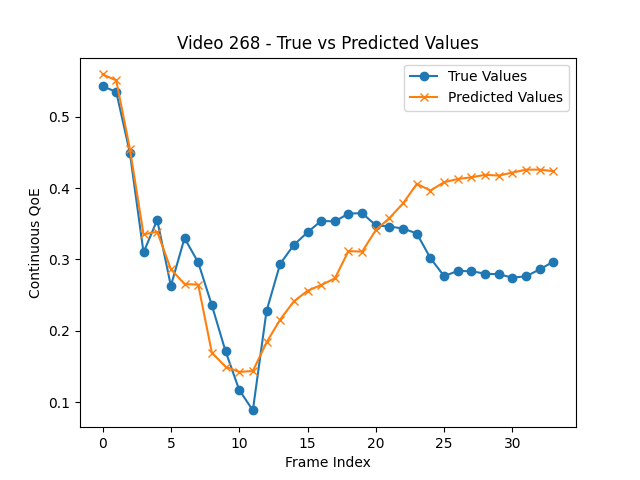 Video 268 - True vs Predicted Values
True Values
Predicted Values
Continuous QoE
0.5
0.4
0.3
0.2
0.1
0 5 10 15 20 25 30
Frame Index